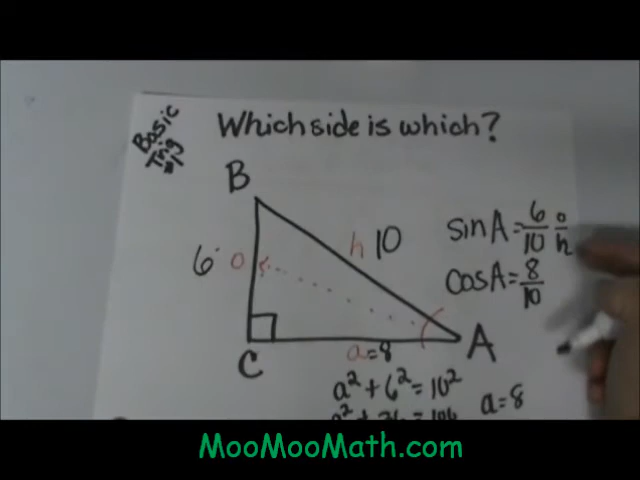 Basic
Trig
Which side is which?
B
6 o
h 10
sin A = 6/10 o/h
cos A = 8/10
C
a = 8
A
a² + 6² = 10²
a = 8
MooMooMath.com